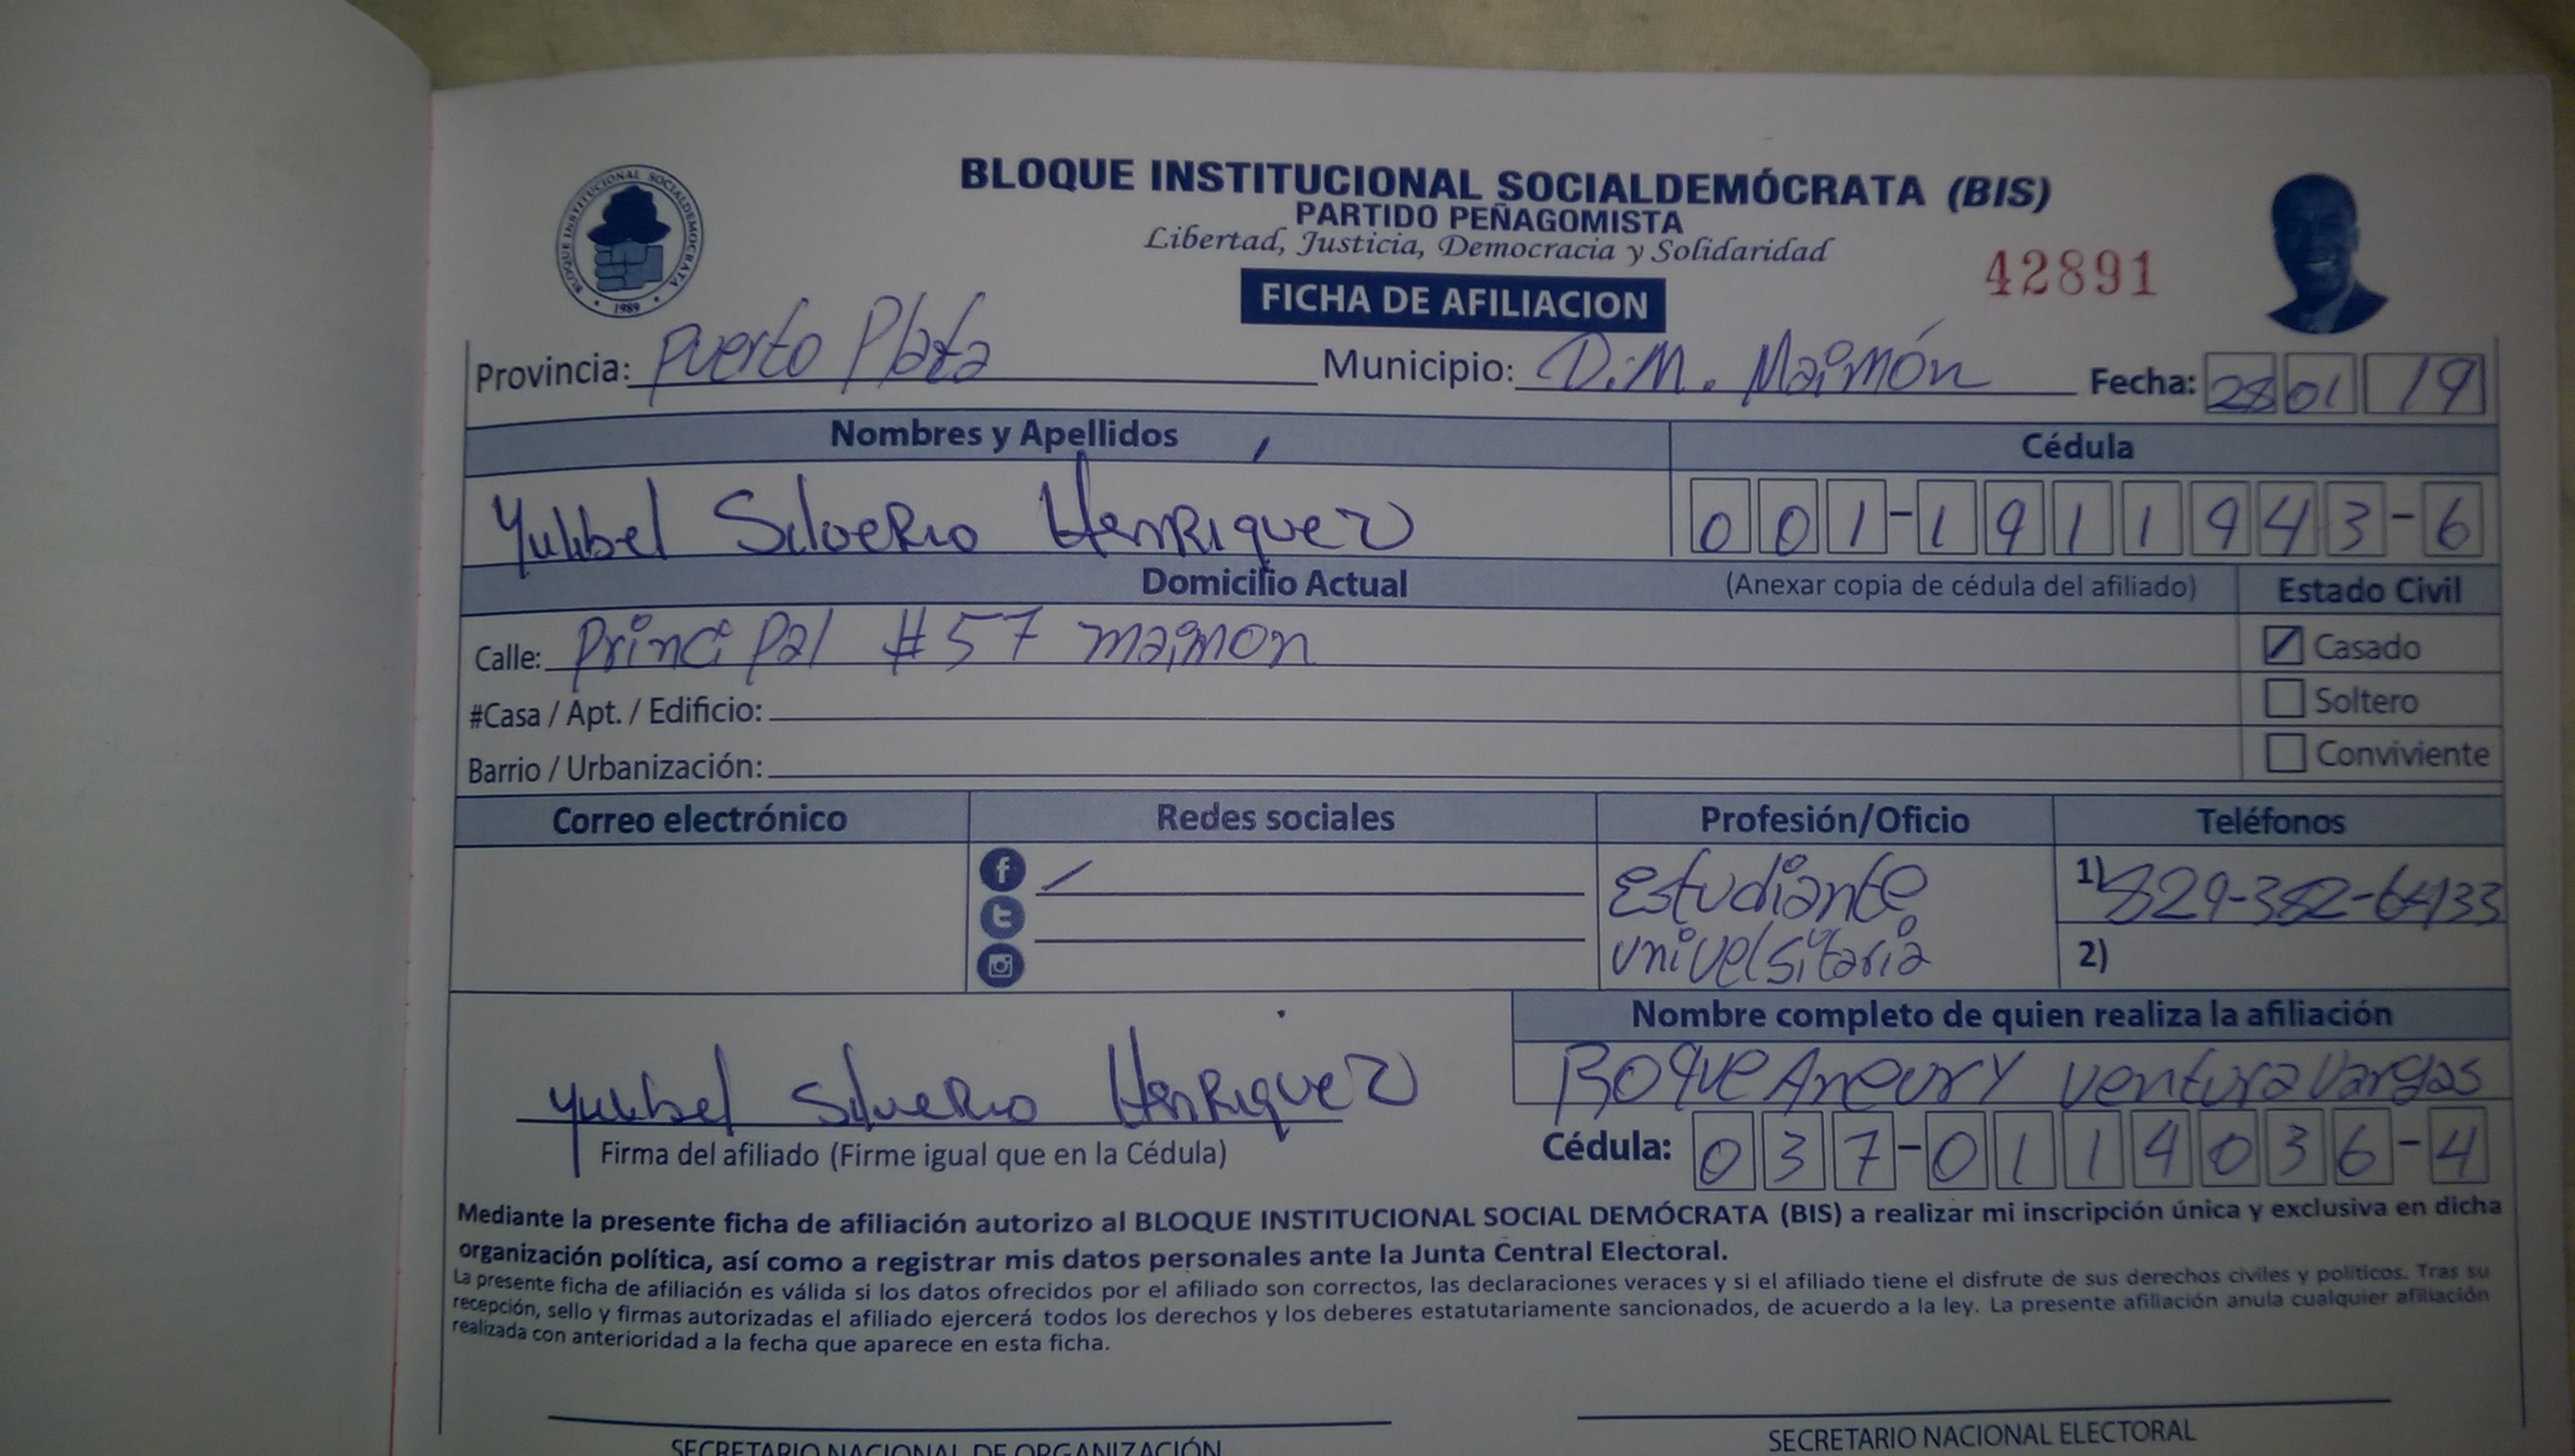 BLOQUE INSTITUCIONAL SOCIALDEMOCRATA
1989
BLOQUE INSTITUCIONAL SOCIALDEMÓCRATA (BIS)
PARTIDO PEÑAGOMISTA
Libertad, Justicia, Democracia y Solidaridad
42891
FICHA DE AFILIACION
Provincia: Puerto Plata Municipio: D.M. Maimón Fecha: 28 01 19
Nombres y Apellidos Cédula
Silverio Henriquez 001-1911943-6
Domicilio Actual (Anexar copia de cédula del afiliado) Estado Civil
Calle: Principal #57 maimon Casado
#Casa / Apt. / Edificio: Soltero
Barrio / Urbanización: Conviviente
Correo electrónico Redes sociales Profesión/Oficio Teléfonos
Estudiante 1)
univelsitaria 2)
Nombre completo de quien realiza la afiliación
Silverio Henriquez Roque Aneury Ventura Vargas
Firma del afiliado (Firme igual que en la Cédula) Cédula: 037-0114036-4
Mediante la presente ficha de afiliación autorizo al BLOQUE INSTITUCIONAL SOCIAL DEMÓCRATA (BIS) a realizar mi inscripción única y exclusiva en dicha
organización política, así como a registrar mis datos personales ante la Junta Central Electoral.
La presente ficha de afiliación es válida si los datos ofrecidos por el afiliado son correctos, las declaraciones veraces y si el afiliado tiene el disfrute de sus derechos civiles y políticos. Tras su
recepción, sello y firmas autorizadas el afiliado ejercerá todos los derechos y los deberes estatutariamente sancionados, de acuerdo a la ley. La presente afiliación anula cualquier afiliación
realizada con anterioridad a la fecha que aparece en esta ficha.
SECRETARIO NACIONAL DE ORGANIZACIÓN SECRETARIO NACIONAL ELECTORAL